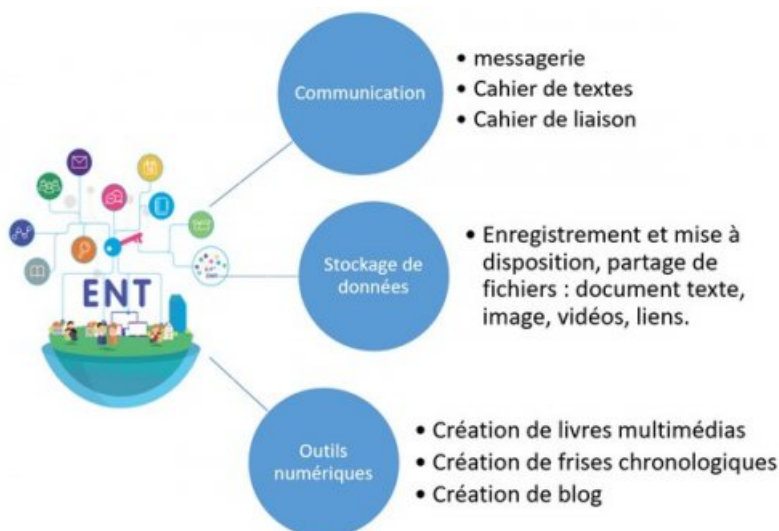 Communication
• messagerie
• Cahier de textes
• Cahier de liaison
ENT
Stockage de
données
• Enregistrement et mise à
disposition, partage de
fichiers : document texte,
image, vidéos, liens.
Outils
numériques
• Création de livres multimédias
• Création de frises chronologiques
• Création de blog